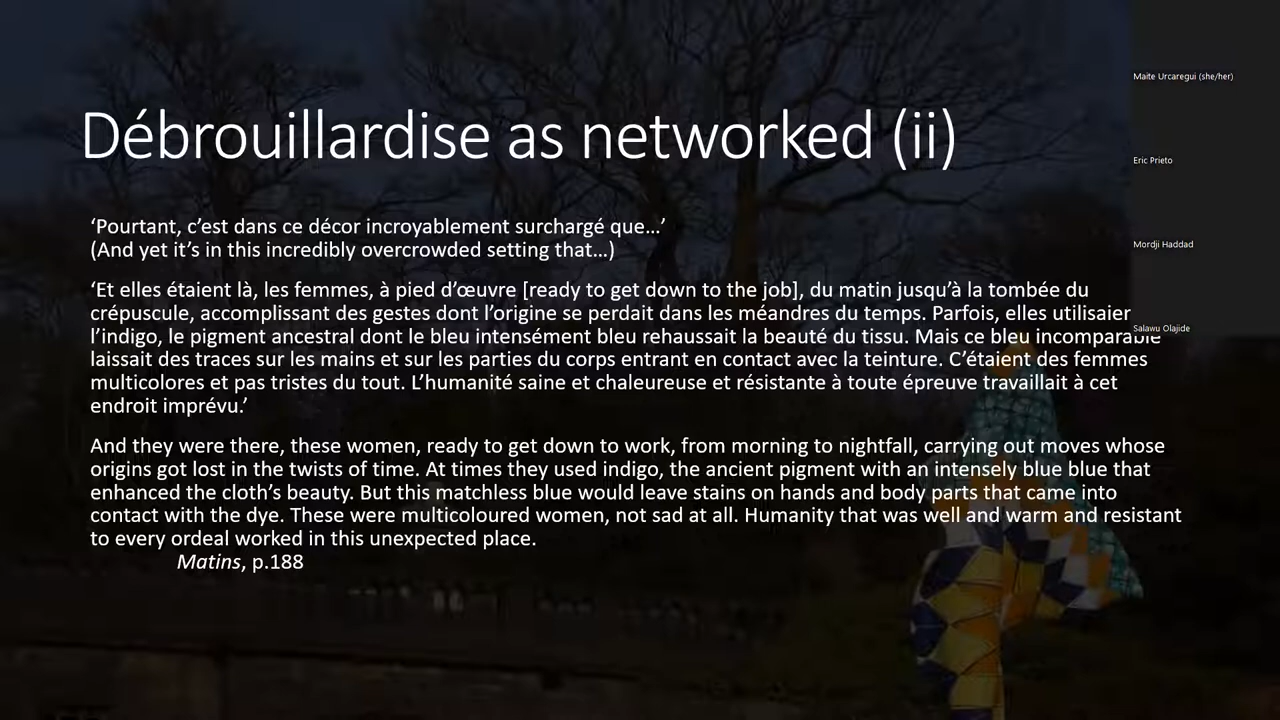 Débrouillardise as networked (ii)
‘Pourtant, c’est dans ce décor incroyablement surchargé que…’
(And yet it’s in this incredibly overcrowded setting that…)
‘Et elles étaient là, les femmes, à pied d’œuvre [ready to get down to the job], du matin jusqu’à la tombée du
crépuscule, accomplissant des gestes dont l’origine se perdait dans les méandres du temps. Parfois, elles utilisaier
l’indigo, le pigment ancestral dont le bleu intensément bleu rehaussait la beauté du tissu. Mais ce bleu incomparable
laissait des traces sur les mains et sur les parties du corps entrant en contact avec la teinture. C’étaient des femmes
multicolores et pas tristes du tout. L’humanité saine et chaleureuse et résistante à toute épreuve travaillait à cet
endroit imprévu.’
And they were there, these women, ready to get down to work, from morning to nightfall, carrying out moves whose
origins got lost in the twists of time. At times they used indigo, the ancient pigment with an intensely blue blue that
enhanced the cloth’s beauty. But this matchless blue would leave stains on hands and body parts that came into
contact with the dye. These were multicoloured women, not sad at all. Humanity that was well and warm and resistant
to every ordeal worked in this unexpected place.
Matins, p.188
Maite Urcaregui (she/her)
Eric Prieto
Mordji Haddad
Salawu Olajide